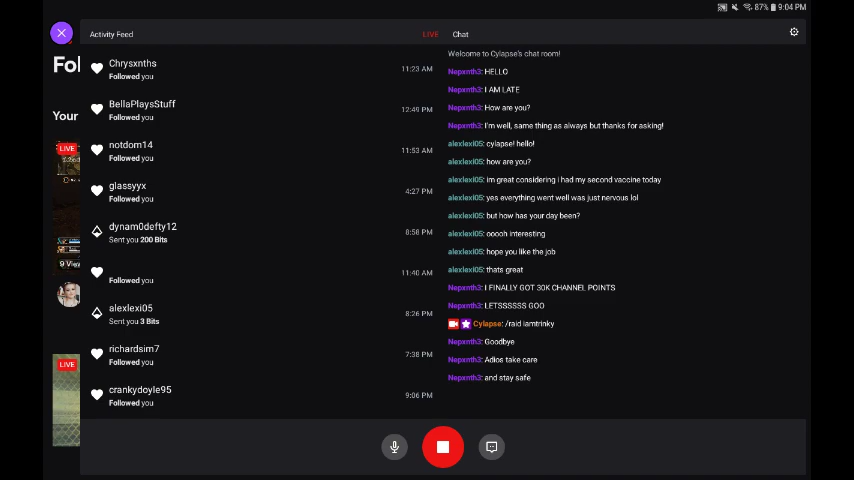 87% 9:04 PM
Activity Feed
LIVE
Chat
Fol
Your
LIVE
9 View
LIVE
Chrysxnths
Followed you
11:23 AM
BellaPlaysStuff
Followed you
12:49 PM
notdom14
Followed you
11:53 AM
glassyyx
Followed you
4:27 PM
dynam0defty12
Sent you 200 Bits
8:58 PM
Followed you
11:40 AM
alexlexi05
Sent you 3 Bits
8:26 PM
richardsim7
Followed you
7:38 PM
crankydoyle95
Followed you
9:06 PM
Welcome to Cylapse's chat room!
Nepxnth3: HELLO
Nepxnth3: I AM LATE
Nepxnth3: How are you?
Nepxnth3: I'm well, same thing as always but thanks for asking!
alexlexi05: cylapse! hello!
alexlexi05: how are you?
alexlexi05: im great considering i had my second vaccine today
alexlexi05: yes everything went well was just nervous lol
alexlexi05: but how has your day been?
alexlexi05: ooooh interesting
alexlexi05: hope you like the job
alexlexi05: thats great
Nepxnth3: I FINALLY GOT 30K CHANNEL POINTS
Nepxnth3: LETSSSSSS GOO
Cylapse: /raid iamtrinky
Nepxnth3: Goodbye
Nepxnth3: Adios take care
Nepxnth3: and stay safe